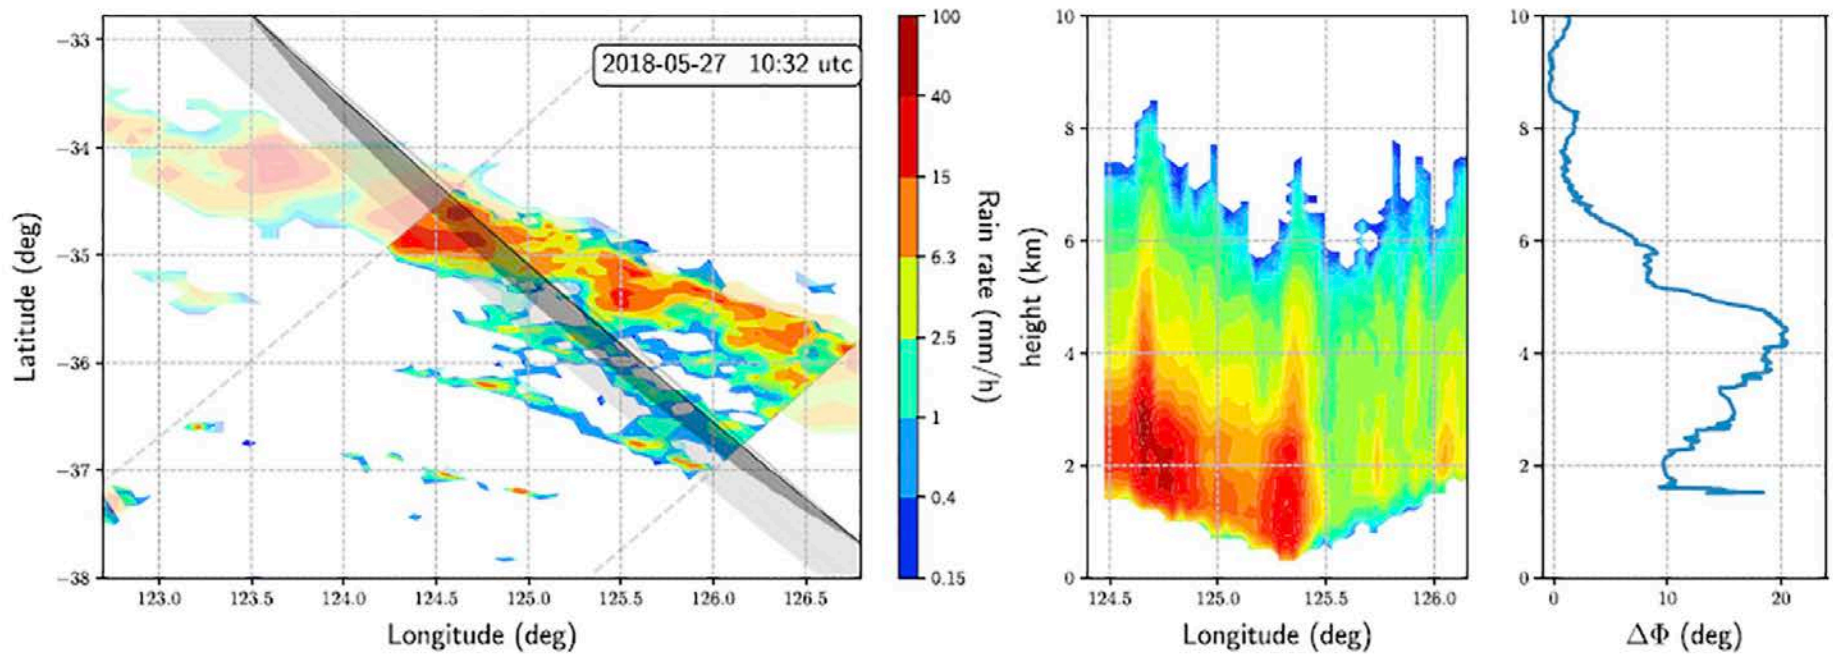 2018-05-27 10:32 utc
−33
−34
−35
−36
−37
−38
Latitude (deg)
123.0 123.5 124.0 124.5 125.0 125.5 126.0 126.5
Longitude (deg)
100
40
15
6.3
2.5
1
0.4
0.15
Rain rate (mm/h)
10
8
6
4
2
0
height (km)
124.5 125.0 125.5 126.0
Longitude (deg)
10
8
6
4
2
0
0 10 20
ΔΦ (deg)